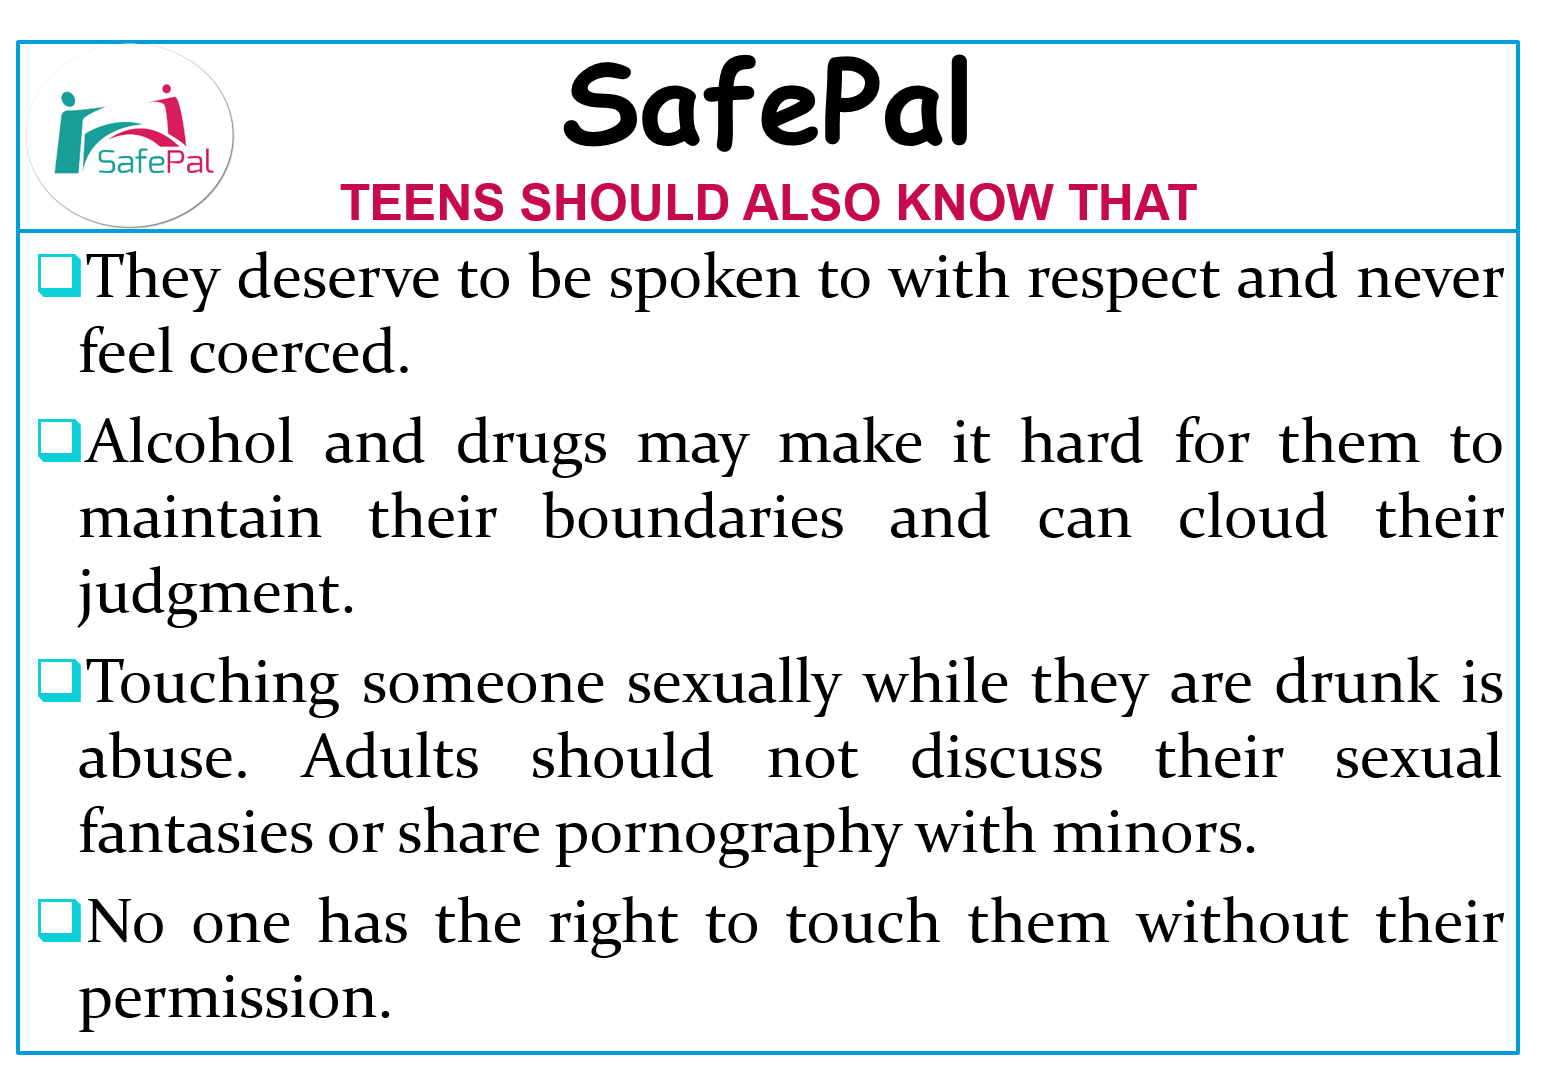 SafePal
SafePal
TEENS SHOULD ALSO KNOW THAT
They deserve to be spoken to with respect and never
feel coerced.
Alcohol and drugs may make it hard for them to
maintain their boundaries and can cloud their
judgment.
Touching someone sexually while they are drunk is
abuse. Adults should not discuss their sexual
fantasies or share pornography with minors.
No one has the right to touch them without their
permission.